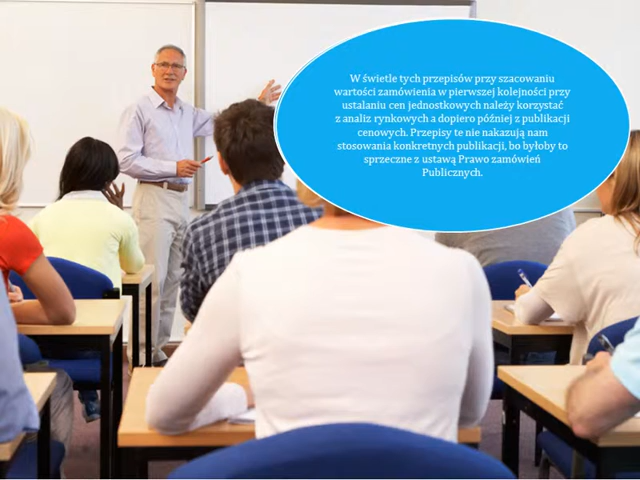 W świetle tych przepisów przy szacowaniu
wartości zamówienia w pierwszej kolejności przy
ustalaniu cen jednostkowych należy korzystać
z analiz rynkowych a dopiero później z publikacji
cenowych. Przepisy te nie nakazują nam
stosowania konkretnych publikacji, bo byłoby to
sprzeczne z ustawą Prawo zamówień
Publicznych.